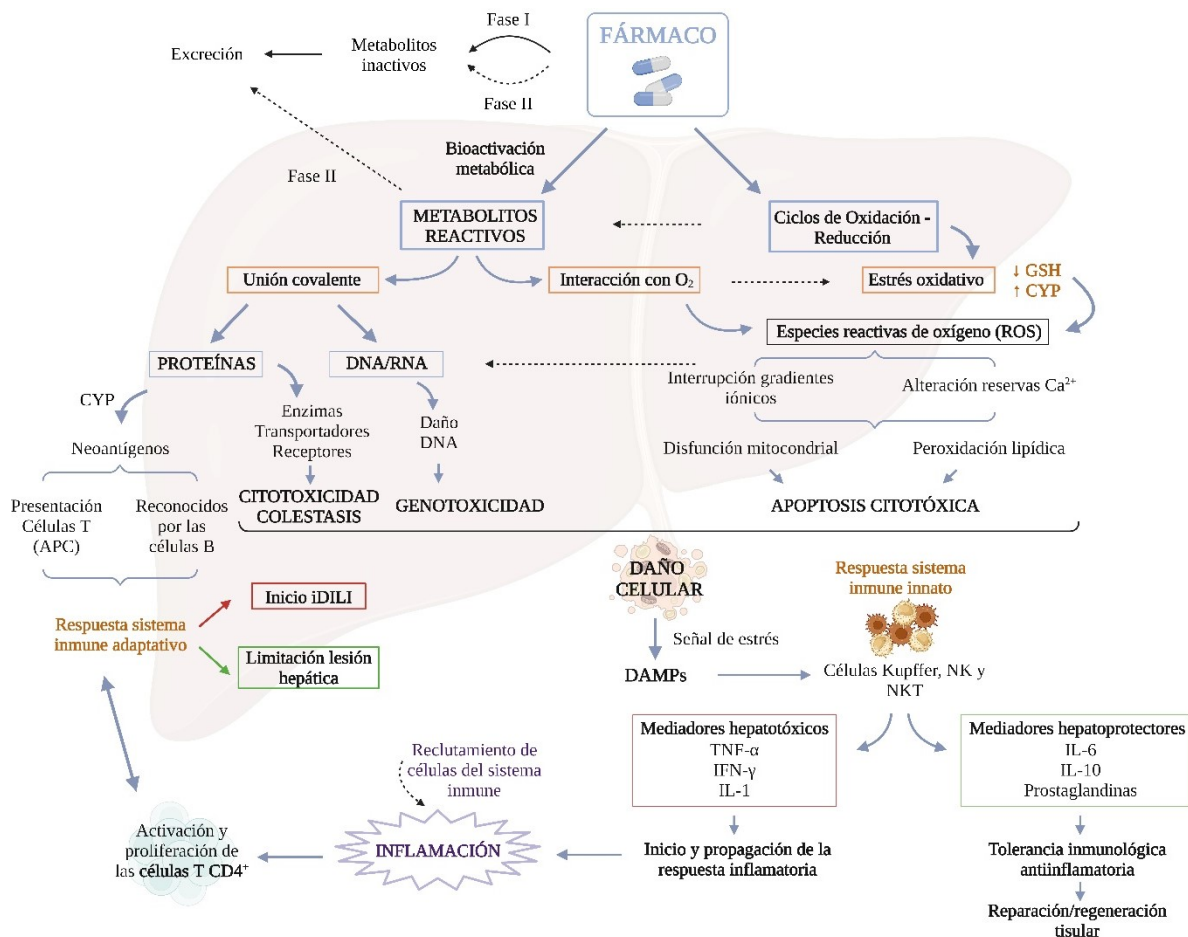 Fase I
FÁRMACO
Excreción
Metabolitos
inactivos
Fase II
Bioactivación
metabólica
Fase II
METABOLITOS
REACTIVOS
Ciclos de Oxidación -
Reducción
Unión covalente
Interacción con O₂
Estrés oxidativo
↓ GSH
↑ CYP
Especies reactivas de oxígeno (ROS)
PROTEÍNAS
DNA/RNA
Interrupción gradientes
iónicos
Alteración reservas Ca²⁺
CYP
Enzimas
Transportadores
Receptores
Daño
DNA
Neoantígenos
Disfunción mitocondrial
Peroxidación lipídica
CITOTOXICIDAD
COLESTASIS
GENOTOXICIDAD
APOPTOSIS CITOTÓXICA
Presentación
Células T
(APC)
Reconocidos
por las
células B
DAÑO
CELULAR
Respuesta sistema
inmune innato
Inicio iDILI
Respuesta sistema
inmune adaptativo
Limitación lesión
hepática
Señal de estrés
DAMPs
Células Kupffer, NK y
NKT
Mediadores hepatotóxicos
TNF-α
IFN-γ
IL-1
Mediadores hepatoprotectores
IL-6
IL-10
Prostaglandinas
Reclutamiento de
células del sistema
inmune
Activación y
proliferación de
las células T CD4⁺
INFLAMACIÓN
Inicio y propagación de la
respuesta inflamatoria
Tolerancia inmunológica
antiinflamatoria
Reparación/regeneración
tisular